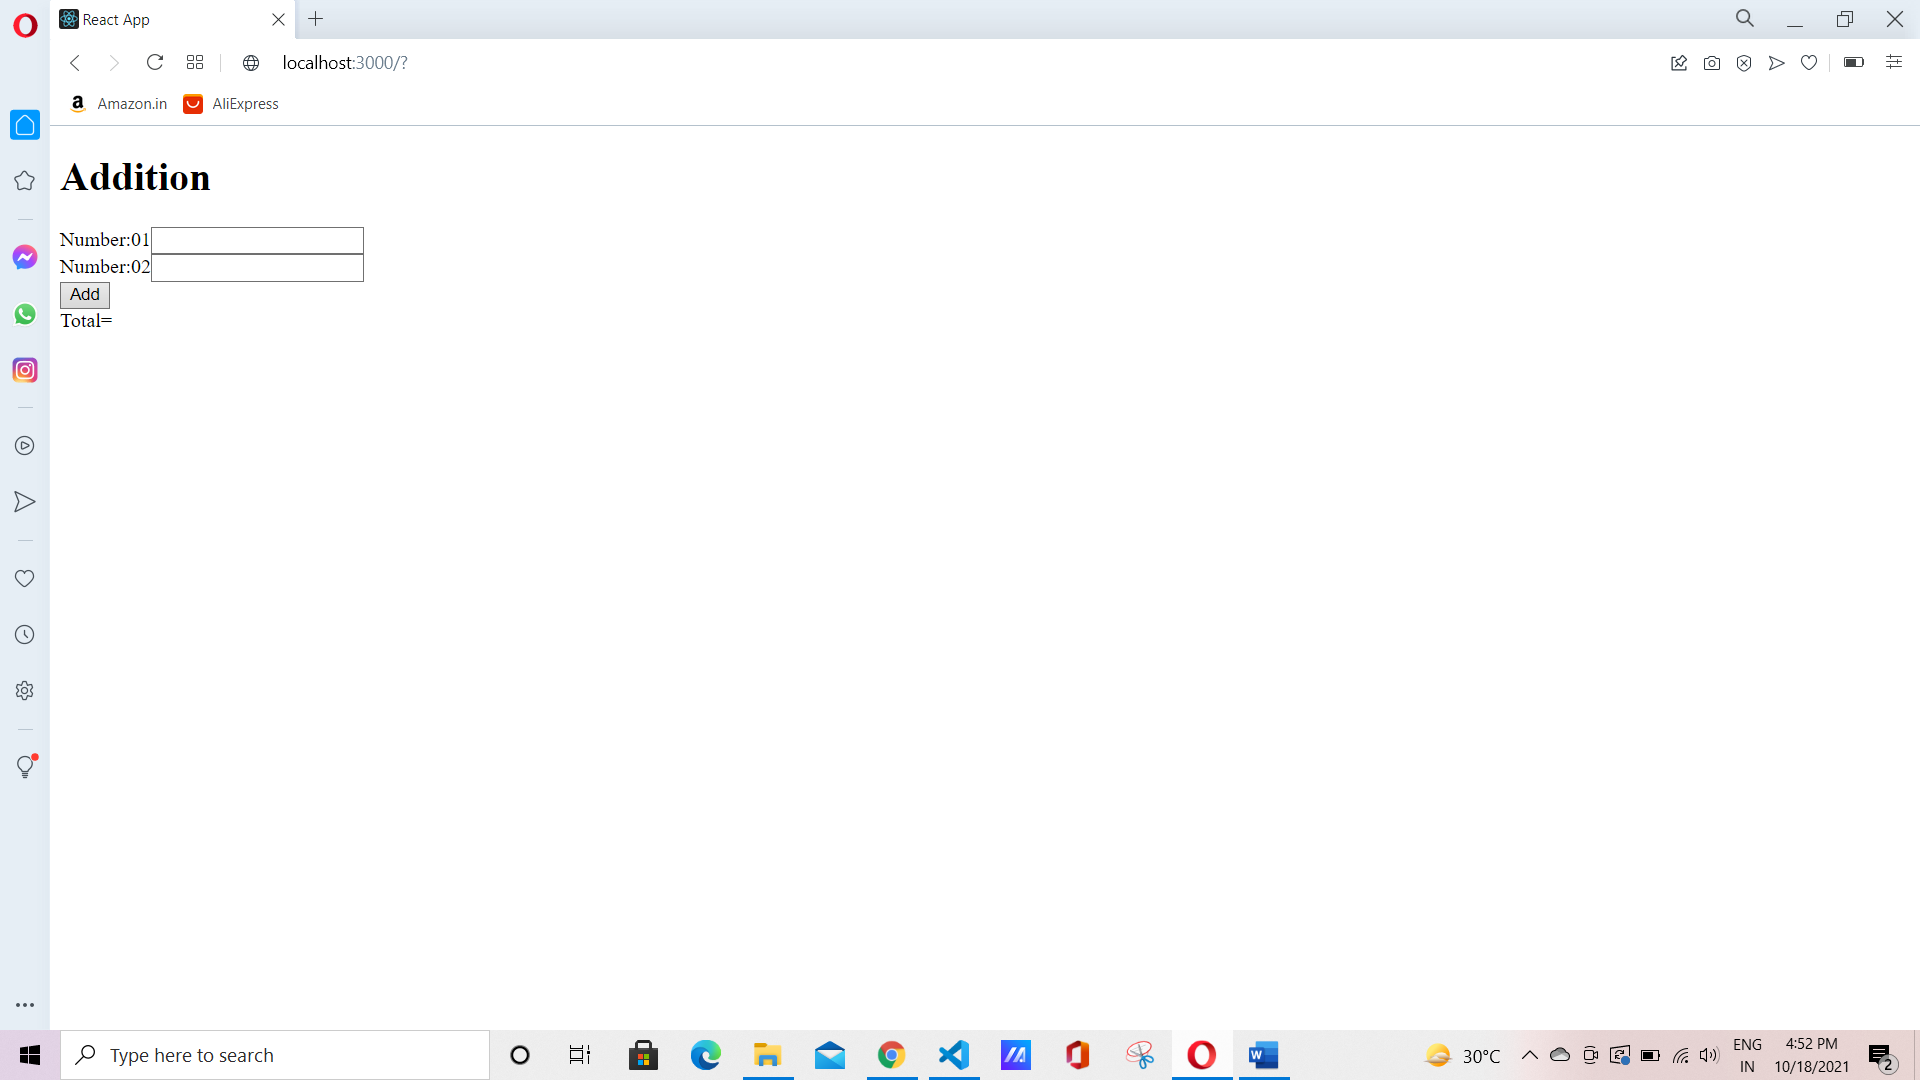 React App
localhost:3000/?
Amazon.in AliExpress
Addition
Number:01
Number:02
Add
Total=
Type here to search
30°C
ENG
IN
4:52 PM
10/18/2021
2